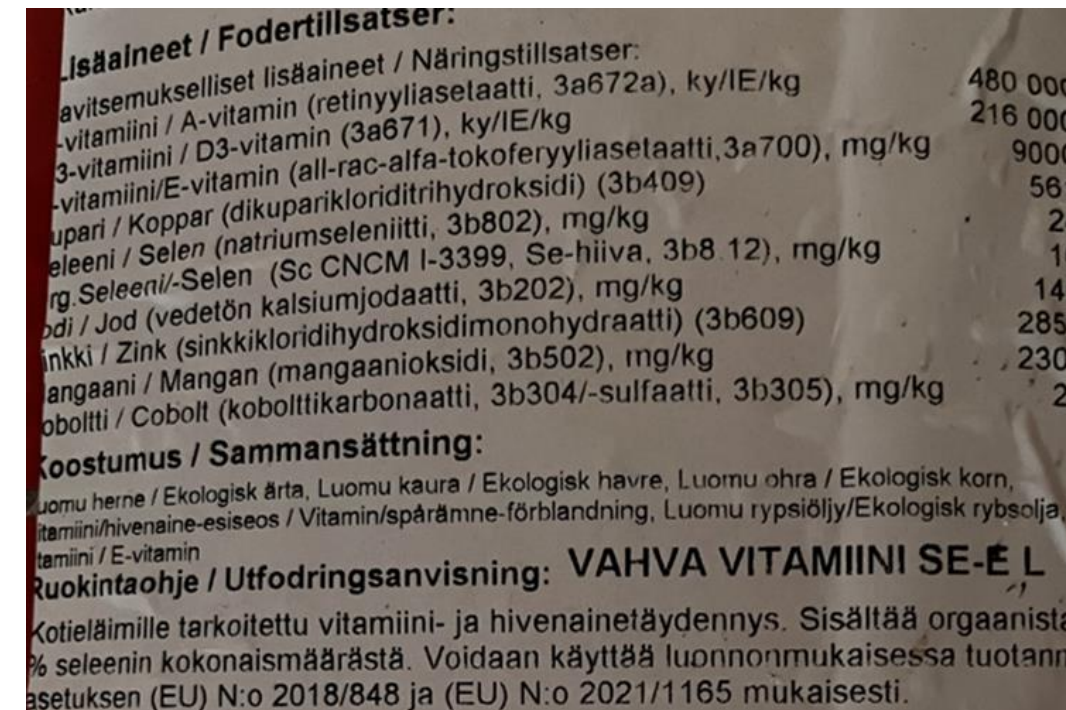 Lisäaineet / Fodertillsatser:
avitsemukselliset lisäaineet / Näringstillsatser:
-vitamiini / A-vitamin (retinyyliasetaatti, 3a672a), ky/IE/kg 480 000
3-vitamiini / D3-vitamin (3a671), ky/IE/kg 216 000
-vitamiini/E-vitamin (all-rac-alfa-tokoferyyliasetaatti,3a700), mg/kg 9000
upari / Koppar (dikuparikloriditrihydroksidi) (3b409) 56
eleeni / Selen (natriumseleniitti, 3b802), mg/kg 2
rg.Seleeni/-Selen (Sc CNCM I-3399, Se-hiiva, 3b8.12), mg/kg 1
odi / Jod (vedetön kalsiumjodaatti, 3b202), mg/kg 14
inkki / Zink (sinkkikloridihydroksidimonohydraatti) (3b609) 285
angaani / Mangan (mangaanioksidi, 3b502), mg/kg 230
oboltti / Cobolt (kobolttikarbonaatti, 3b304/-sulfaatti, 3b305), mg/kg 2
Koostumus / Sammansättning:
uomu herne / Ekologisk ärta, Luomu kaura / Ekologisk havre, Luomu ohra / Ekologisk korn,
itamiini/hivenaine-esiseos / Vitamin/spårämne-förblandning, Luomu rypsiöljy/Ekologisk rybsolja,
tamiini / E-vitamin
Ruokintaohje / Utfodringsanvisning: VAHVA VITAMIINI SE-E L
Kotieläimille tarkoitettu vitamiini- ja hivenainetäydennys. Sisältää orgaanista
% seleenin kokonaismäärästä. Voidaan käyttää luonnonmukaisessa tuotann
asetuksen (EU) N:o 2018/848 ja (EU) N:o 2021/1165 mukaisesti.